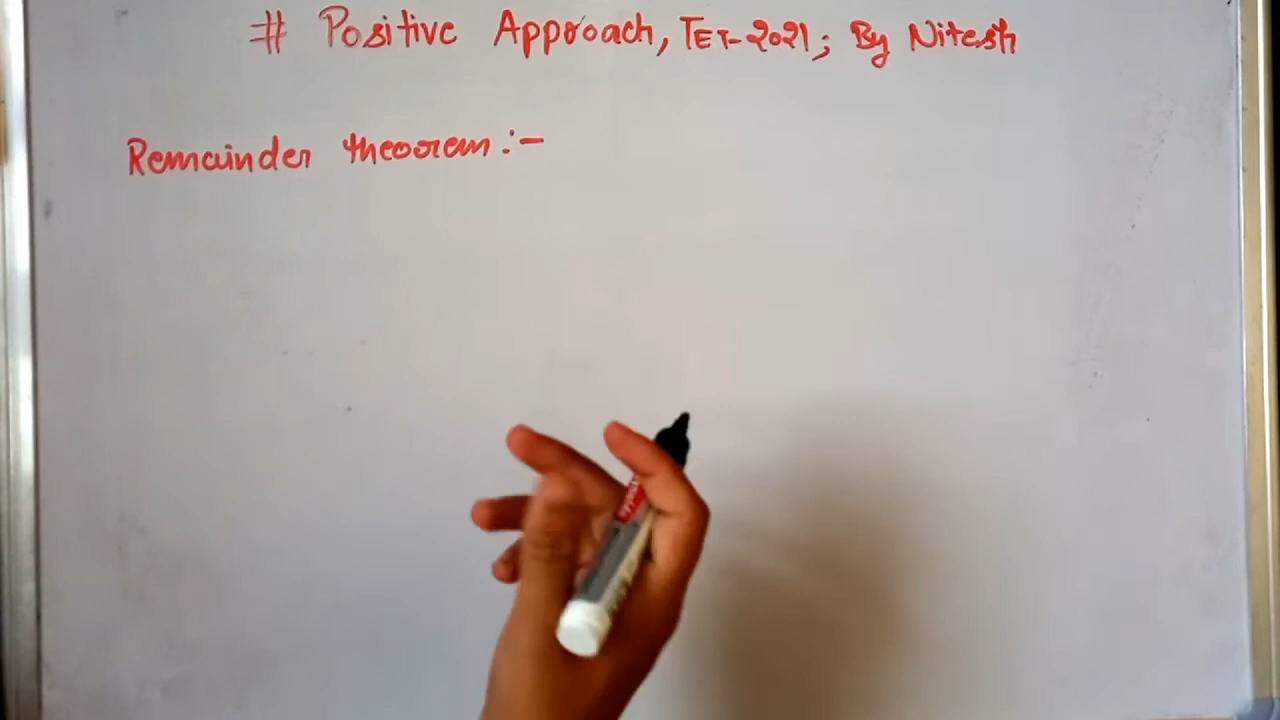 # Positive Approach, TET-2021; By Nitesh
Remainder theorem:-